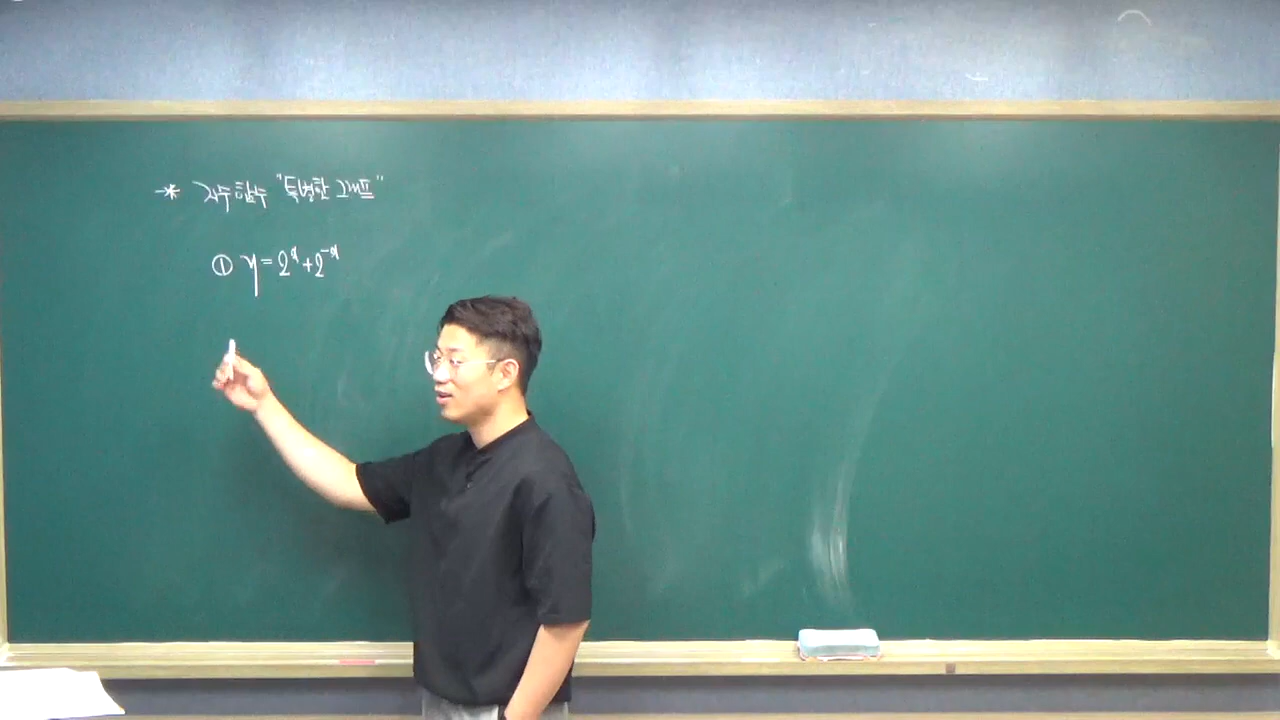 * 지수함수 "특별한 그래프"
① y = 2^x + 2^{-x}